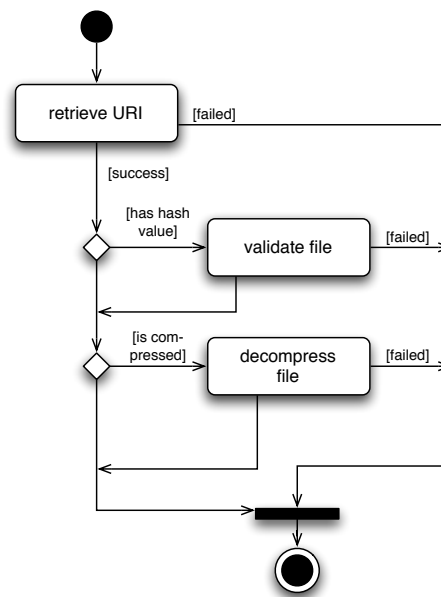 retrieve URI
[failed]
[success]
[has hash
value]
validate file
[failed]
[is com-
pressed]
decompress
file
[failed]